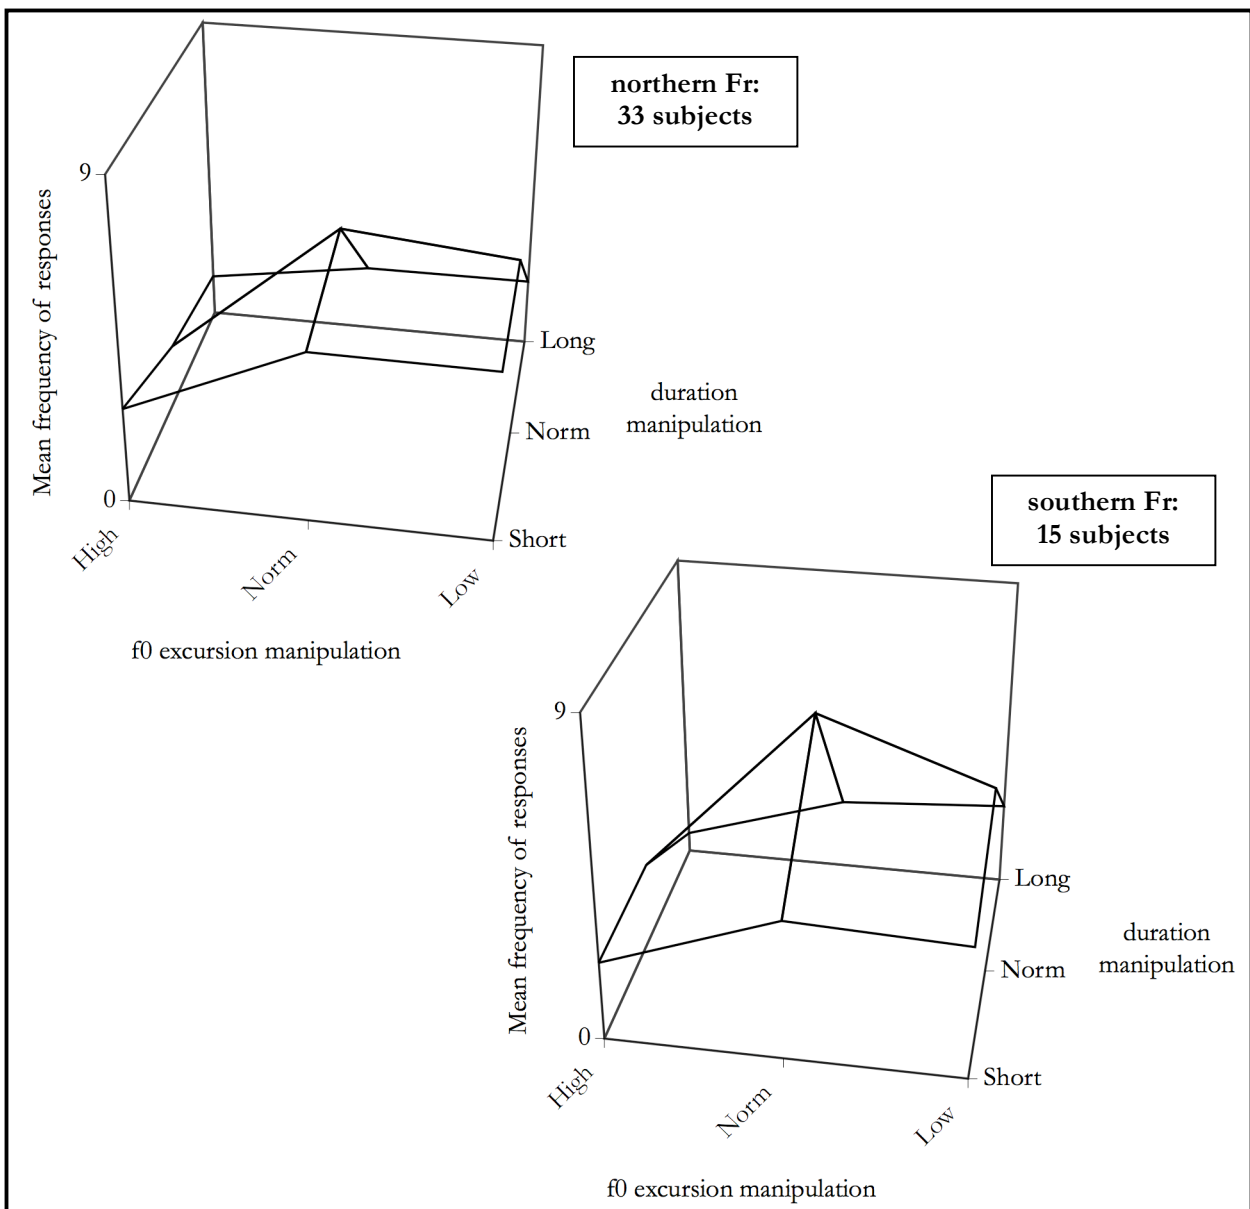 northern Fr:
33 subjects
9
Mean frequency of responses
0
High
Norm
Low
Short
Norm
Long
duration
manipulation
f0 excursion manipulation
southern Fr:
15 subjects
9
Mean frequency of responses
0
High
Norm
Low
Short
Norm
Long
duration
manipulation
f0 excursion manipulation